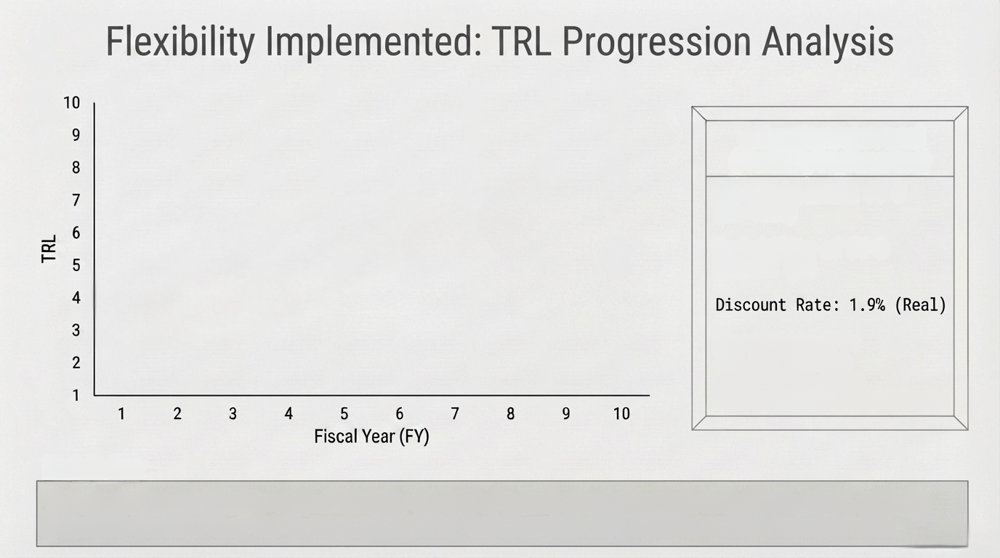 Flexibility Implemented: TRL Progression Analysis
10
9
8
7
6
5
4
3
2
1
TRL
1 2 3 4 5 6 7 8 9 10
Fiscal Year (FY)
Discount Rate: 1.9% (Real)